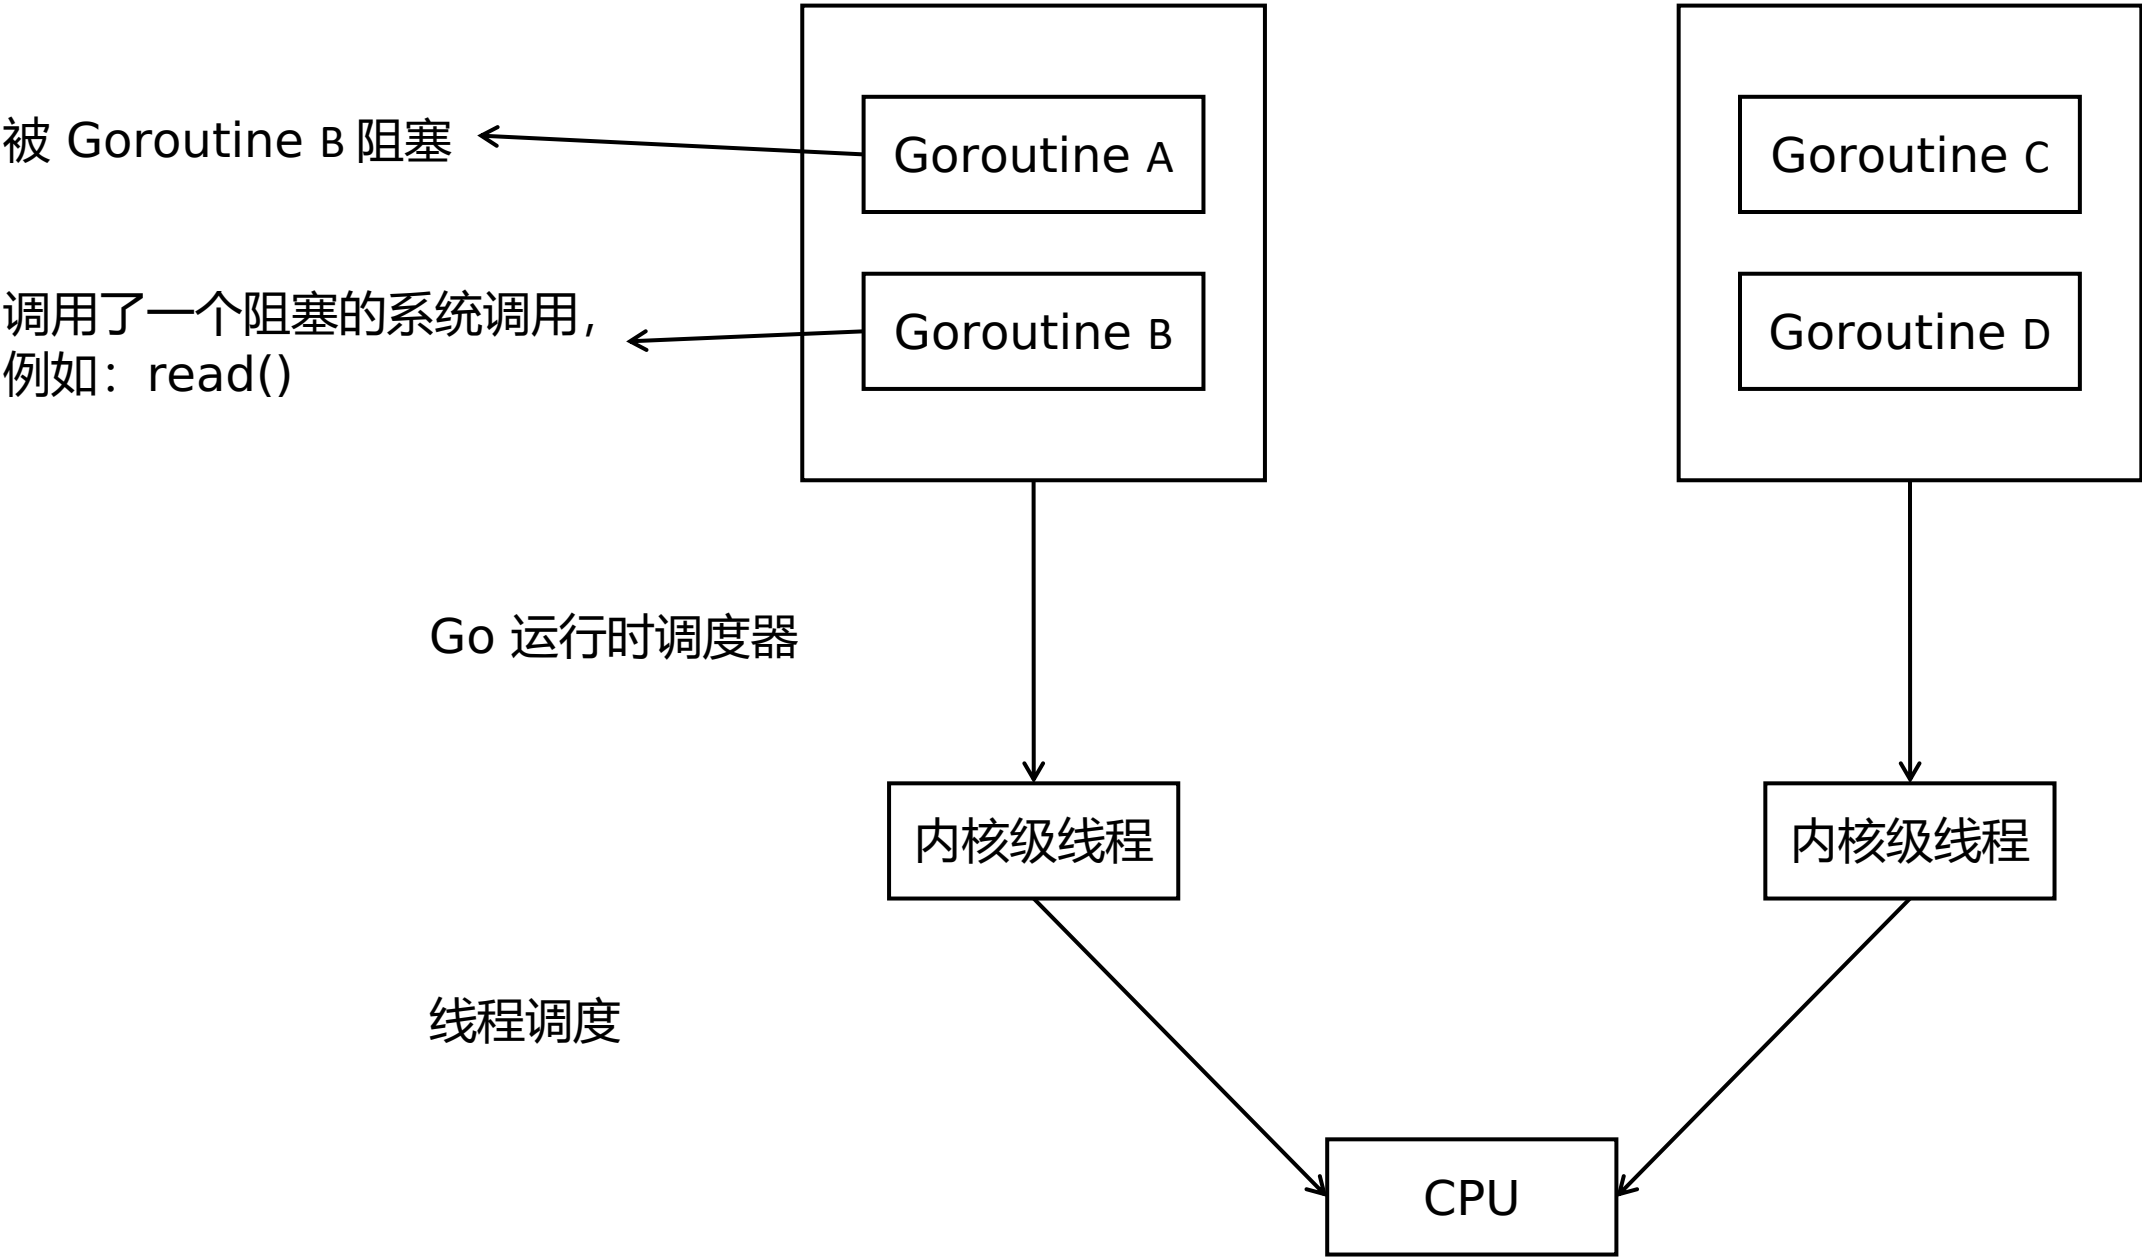 被 Goroutine B 阻塞
Goroutine A
Goroutine C
调用了一个阻塞的系统调用,
例如：read()
Goroutine B
Goroutine D
Go 运行时调度器
内核级线程
内核级线程
线程调度
CPU